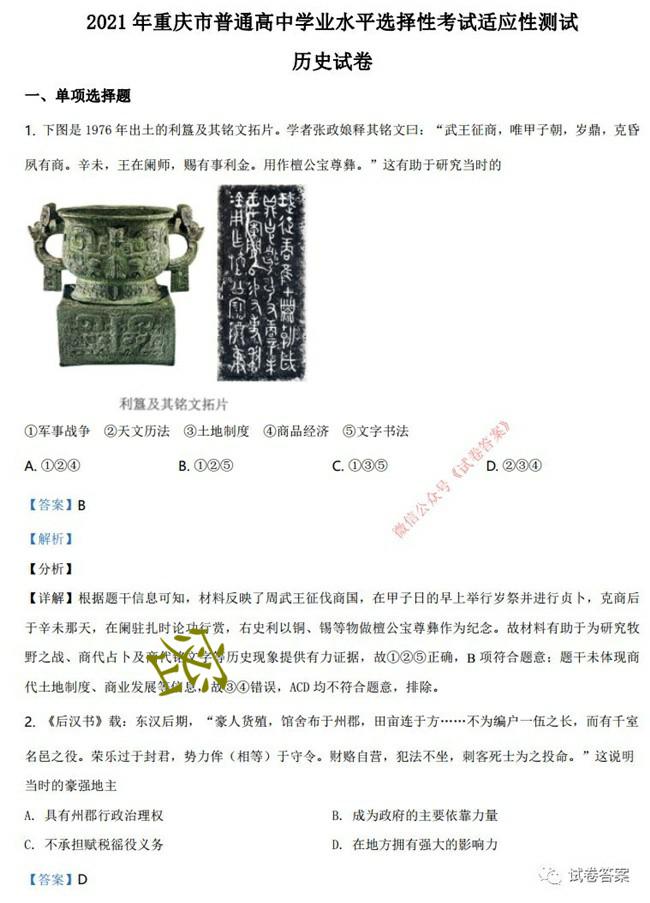 2021 年重庆市普通高中学业水平选择性考试适应性测试
历史试卷
一、单项选择题
1. 下图是 1976 年出土的利簋及其铭文拓片。学者张政烺释其铭文曰：“武王征商，唯甲子朝，岁鼎，克昏
夙有商。辛未，王在阑师，赐有事利金。用作檀公宝尊彝。”这有助于研究当时的
利簋及其铭文拓片
①军事战争 ②天文历法 ③土地制度 ④商品经济 ⑤文字书法
A. ①②④ B. ①②⑤ C. ①③⑤ D. ②③④
微信公众号《试卷答案》
【答案】B
【解析】
【分析】
【详解】根据题干信息可知，材料反映了周武王征伐商国，在甲子日的早上举行岁祭并进行贞卜，克商后
于辛未那天，在阑驻扎时论功行赏，右史利以铜、锡等物做檀公宝尊彝作为纪念。故材料有助于为研究牧
野之战、商代占卜及商代铭文字等历史现象提供有力证据，故①②⑤正确，B 项符合题意；题干未体现商
代土地制度、商业发展等信息，故③④错误，ACD 均不符合题意，排除。
2. 《后汉书》载：东汉后期，“豪人货殖，馆舍布于州郡，田亩连于方……不为编户一伍之长，而有千室
名邑之役。荣乐过于封君，势力侔（相等）于守令。财赂自营，犯法不坐，刺客死士为之投命。”这说明
当时的豪强地主
A. 具有州郡行政治理权 B. 成为政府的主要依靠力量
C. 不承担赋税徭役义务 D. 在地方拥有强大的影响力
【答案】D
试卷答案